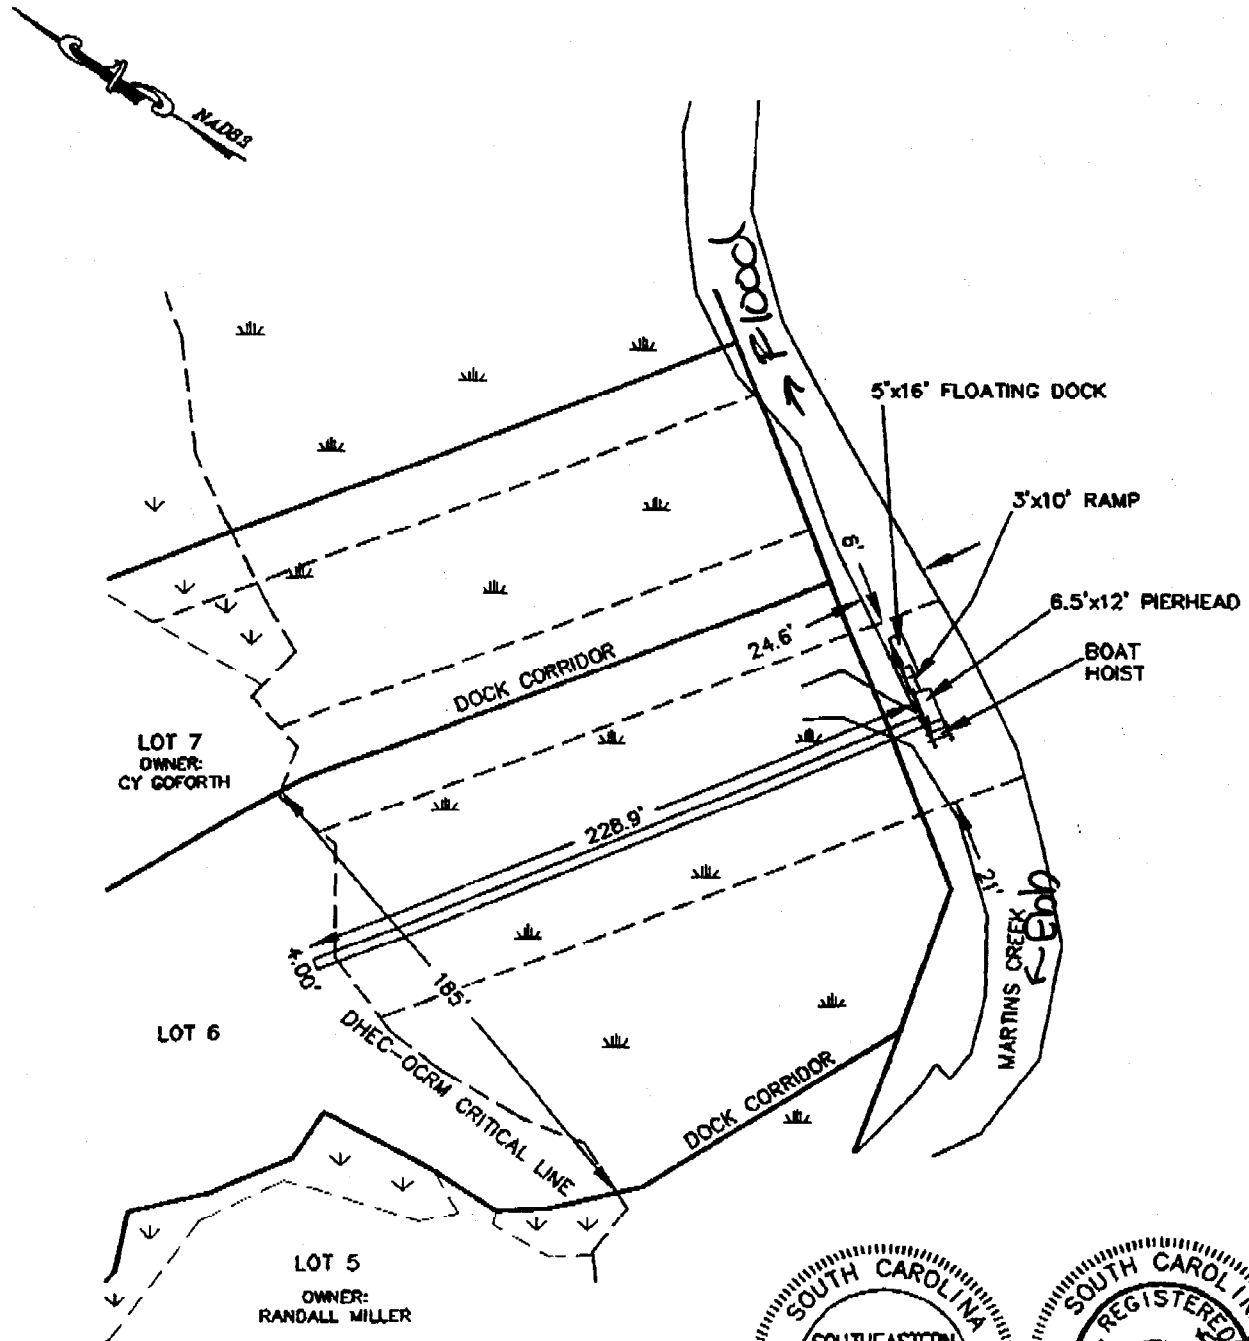 NAD83
Flood
5'x16' FLOATING DOCK
3'x10' RAMP
6.5'x12' PIERHEAD
BOAT
HOIST
24.6'
DOCK CORRIDOR
LOT 7
OWNER:
CY GOFORTH
228.9'
21'
4.00'
185'
MARTINS CREEK
Ebb
LOT 6
DHEC-OCRM CRITICAL LINE
DOCK CORRIDOR
LOT 5
OWNER:
RANDALL MILLER
SOUTH CAROLINA
SOUTHEASTERN
SOUTH CAROLIN
REGISTERED